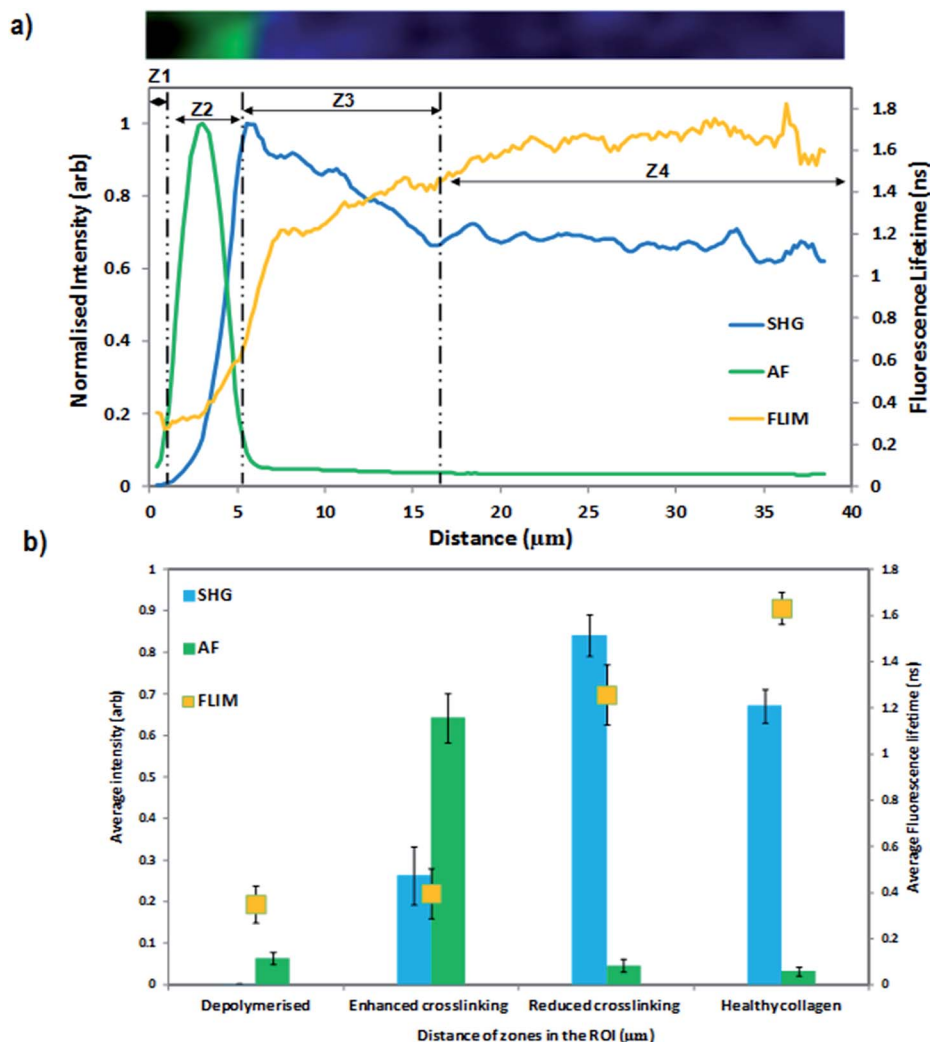 a)
Z1
Z2
Z3
Z4
1
0.8
0.6
0.4
0.2
0
Normalised Intensity (arb)
1.8
1.6
1.4
1.2
1
0.8
0.6
0.4
0.2
0
Fluorescence Lifetime (ns)
SHG
AF
FLIM
0 5 10 15 20 25 30 35 40
Distance (µm)
b)
1
0.9
0.8
0.7
0.6
0.5
0.4
0.3
0.2
0.1
0
Average intensity (arb)
SHG
AF
FLIM
1.8
1.6
1.4
1.2
1
0.8
0.6
0.4
0.2
0
Average Fluorescence lifetime (ns)
Depolymerised Enhanced crosslinking Reduced crosslinking Healthy collagen
Distance of zones in the ROI (µm)